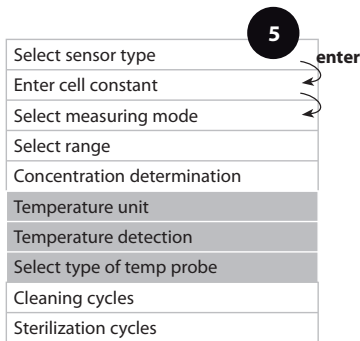 5
Select sensor type
enter
Enter cell constant
Select measuring mode
Select range
Concentration determination
Temperature unit
Temperature detection
Select type of temp probe
Cleaning cycles
Sterilization cycles